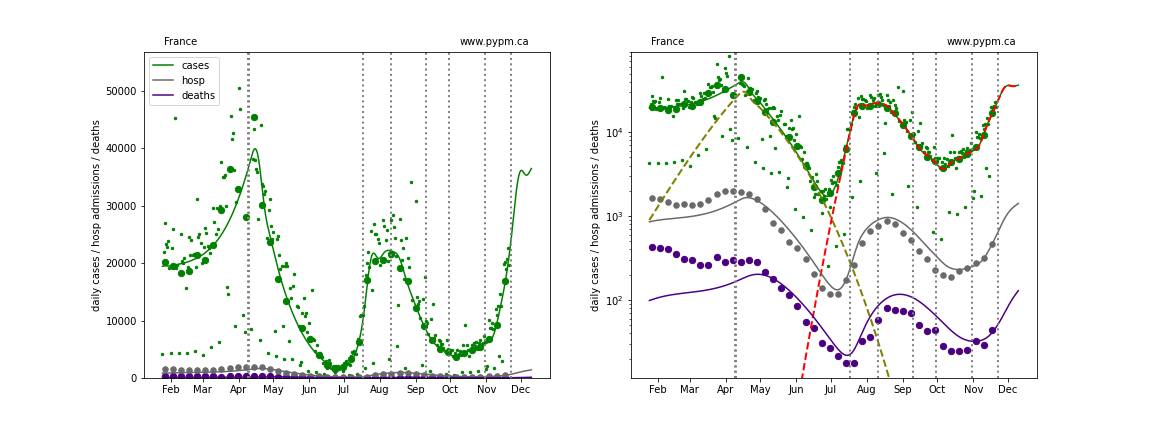 France www.pypm.ca
cases
hosp
deaths
daily cases / hosp admissions / deaths
50000
40000
30000
20000
10000
0
Feb Mar Apr May Jun Jul Aug Sep Oct Nov Dec
France www.pypm.ca
daily cases / hosp admissions / deaths
10⁴
10³
10²
Feb Mar Apr May Jun Jul Aug Sep Oct Nov Dec